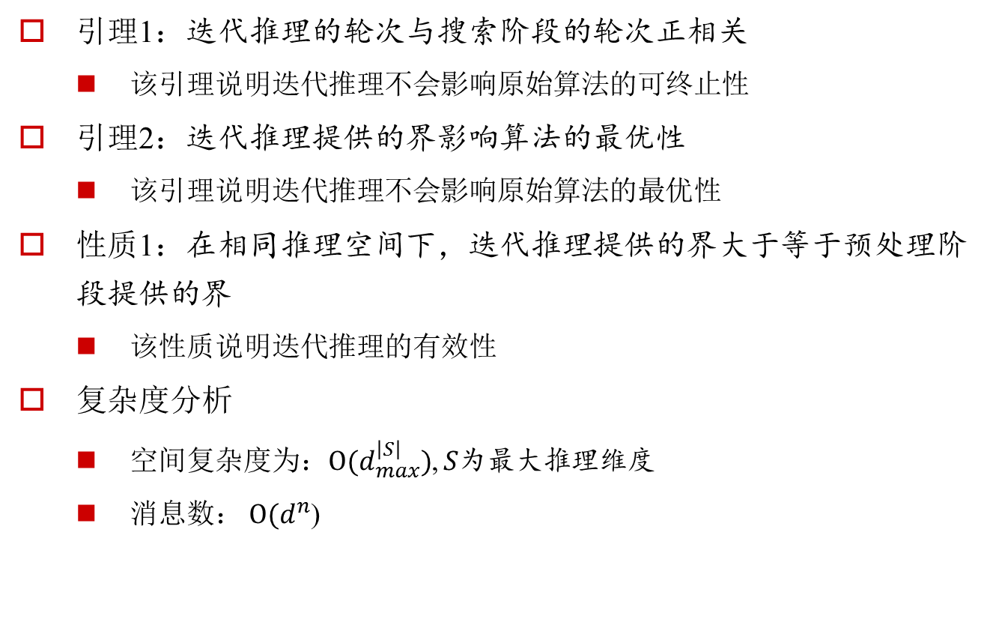 引理1：迭代推理的轮次与搜索阶段的轮次正相关
该引理说明迭代推理不会影响原始算法的可终止性
引理2：迭代推理提供的界影响算法的最优性
该引理说明迭代推理不会影响原始算法的最优性
性质1：在相同推理空间下，迭代推理提供的界大于等于预处理阶
段提供的界
该性质说明迭代推理的有效性
复杂度分析
空间复杂度为：O(d_{max}^{|S|}), S为最大推理维度
消息数： O(d^n)